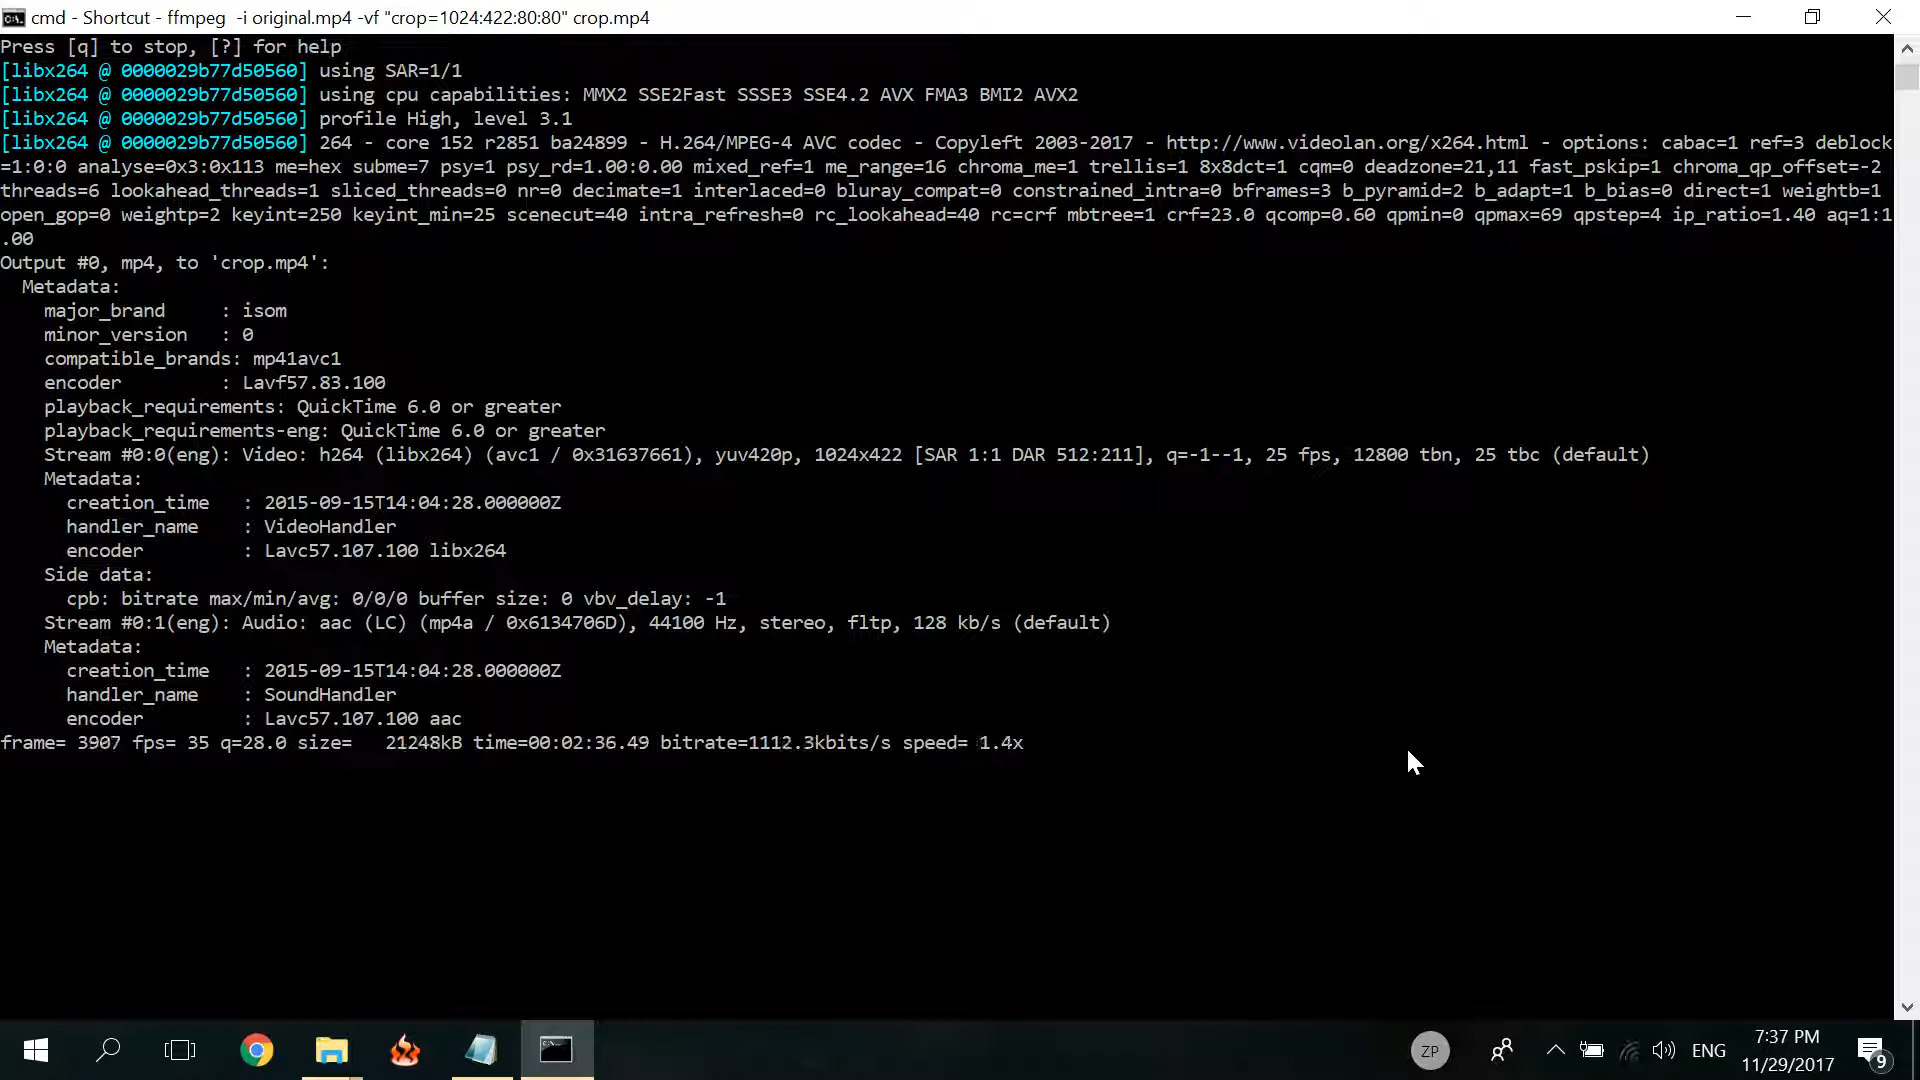 cmd - Shortcut - ffmpeg  -i original.mp4 -vf "crop=1024:422:80:80" crop.mp4
Press [q] to stop, [?] for help
[libx264 @ 0000029b77d50560] using SAR=1/1
[libx264 @ 0000029b77d50560] using cpu capabilities: MMX2 SSE2Fast SSSE3 SSE4.2 AVX FMA3 BMI2 AVX2
[libx264 @ 0000029b77d50560] profile High, level 3.1
[libx264 @ 0000029b77d50560] 264 - core 152 r2851 ba24899 - H.264/MPEG-4 AVC codec - Copyleft 2003-2017 - http://www.videolan.org/x264.html - options: cabac=1 ref=3 deblock
=1:0:0 analyse=0x3:0x113 me=hex subme=7 psy=1 psy_rd=1.00:0.00 mixed_ref=1 me_range=16 chroma_me=1 trellis=1 8x8dct=1 cqm=0 deadzone=21,11 fast_pskip=1 chroma_qp_offset=-2
threads=6 lookahead_threads=1 sliced_threads=0 nr=0 decimate=1 interlaced=0 bluray_compat=0 constrained_intra=0 bframes=3 b_pyramid=2 b_adapt=1 b_bias=0 direct=1 weightb=1
open_gop=0 weightp=2 keyint=250 keyint_min=25 scenecut=40 intra_refresh=0 rc_lookahead=40 rc=crf mbtree=1 crf=23.0 qcomp=0.60 qpmin=0 qpmax=69 qpstep=4 ip_ratio=1.40 aq=1:1
.00
Output #0, mp4, to 'crop.mp4':
  Metadata:
    major_brand     : isom
    minor_version   : 0
    compatible_brands: mp41avc1
    encoder         : Lavf57.83.100
    playback_requirements: QuickTime 6.0 or greater
    playback_requirements-eng: QuickTime 6.0 or greater
    Stream #0:0(eng): Video: h264 (libx264) (avc1 / 0x31637661), yuv420p, 1024x422 [SAR 1:1 DAR 512:211], q=-1--1, 25 fps, 12800 tbn, 25 tbc (default)
    Metadata:
      creation_time   : 2015-09-15T14:04:28.000000Z
      handler_name    : VideoHandler
      encoder         : Lavc57.107.100 libx264
    Side data:
      cpb: bitrate max/min/avg: 0/0/0 buffer size: 0 vbv_delay: -1
    Stream #0:1(eng): Audio: aac (LC) (mp4a / 0x6134706D), 44100 Hz, stereo, fltp, 128 kb/s (default)
    Metadata:
      creation_time   : 2015-09-15T14:04:28.000000Z
      handler_name    : SoundHandler
      encoder         : Lavc57.107.100 aac
frame= 3907 fps= 35 q=28.0 size=   21248kB time=00:02:36.49 bitrate=1112.3kbits/s speed= 1.4x
ZP
ENG
7:37 PM
11/29/2017
9